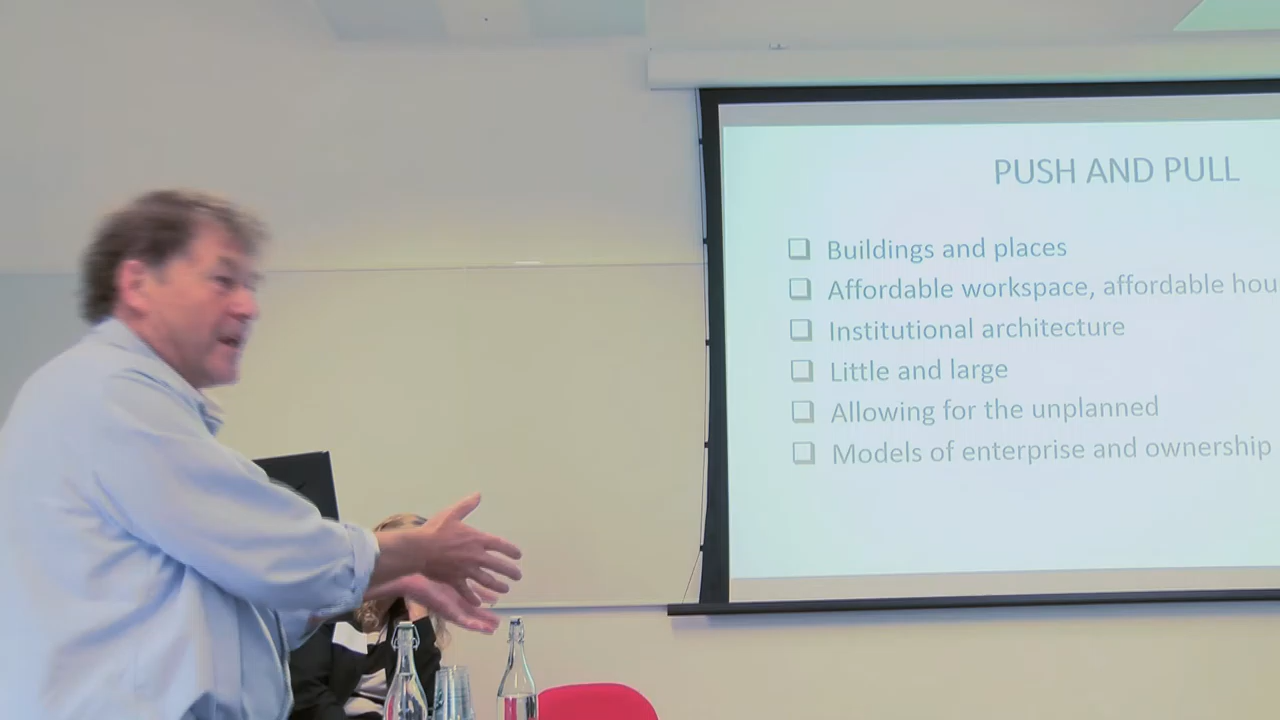 PUSH AND PULL
Buildings and places
Affordable workspace, affordable
Institutional architecture
Little and large
Allowing for the unplanned
Models of enterprise and ownership